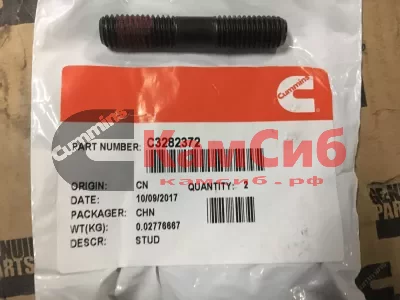 Cummins
Cummins
PART NUMBER: C3282372
КамСиб
камсиб.рф
ORIGIN: CN QUANTITY: 2
DATE: 10/09/2017
PACKAGER: CHN
WT(KG): 0.02776667
DESCR: STUD
PARTS